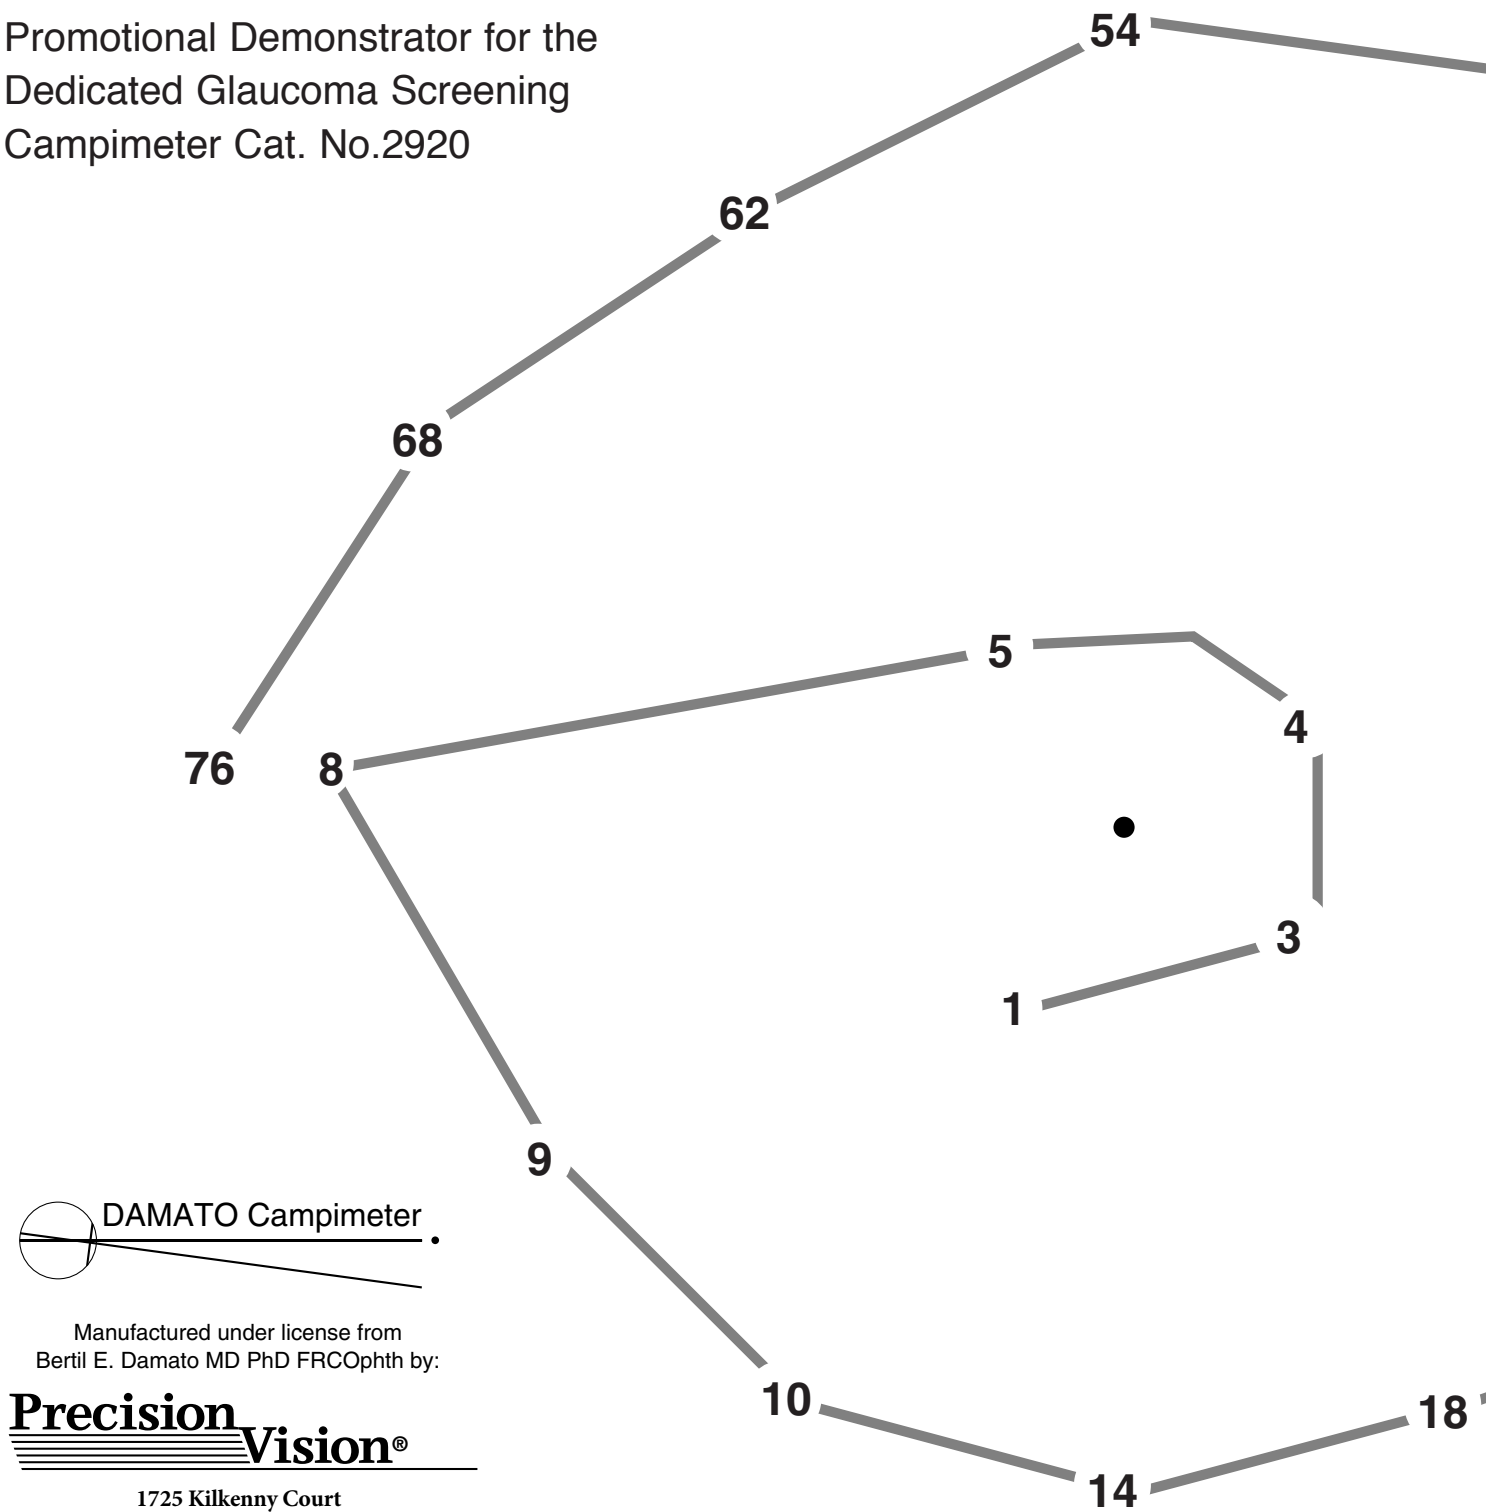 Promotional Demonstrator for the
Dedicated Glaucoma Screening
Campimeter Cat. No.2920
54
62
68
5
4
76
8
3
1
9
DAMATO Campimeter
Manufactured under license from
Bertil E. Damato MD PhD FRCOphth by:
10
18
Precision
Vision®
14
1725 Kilkenny Court